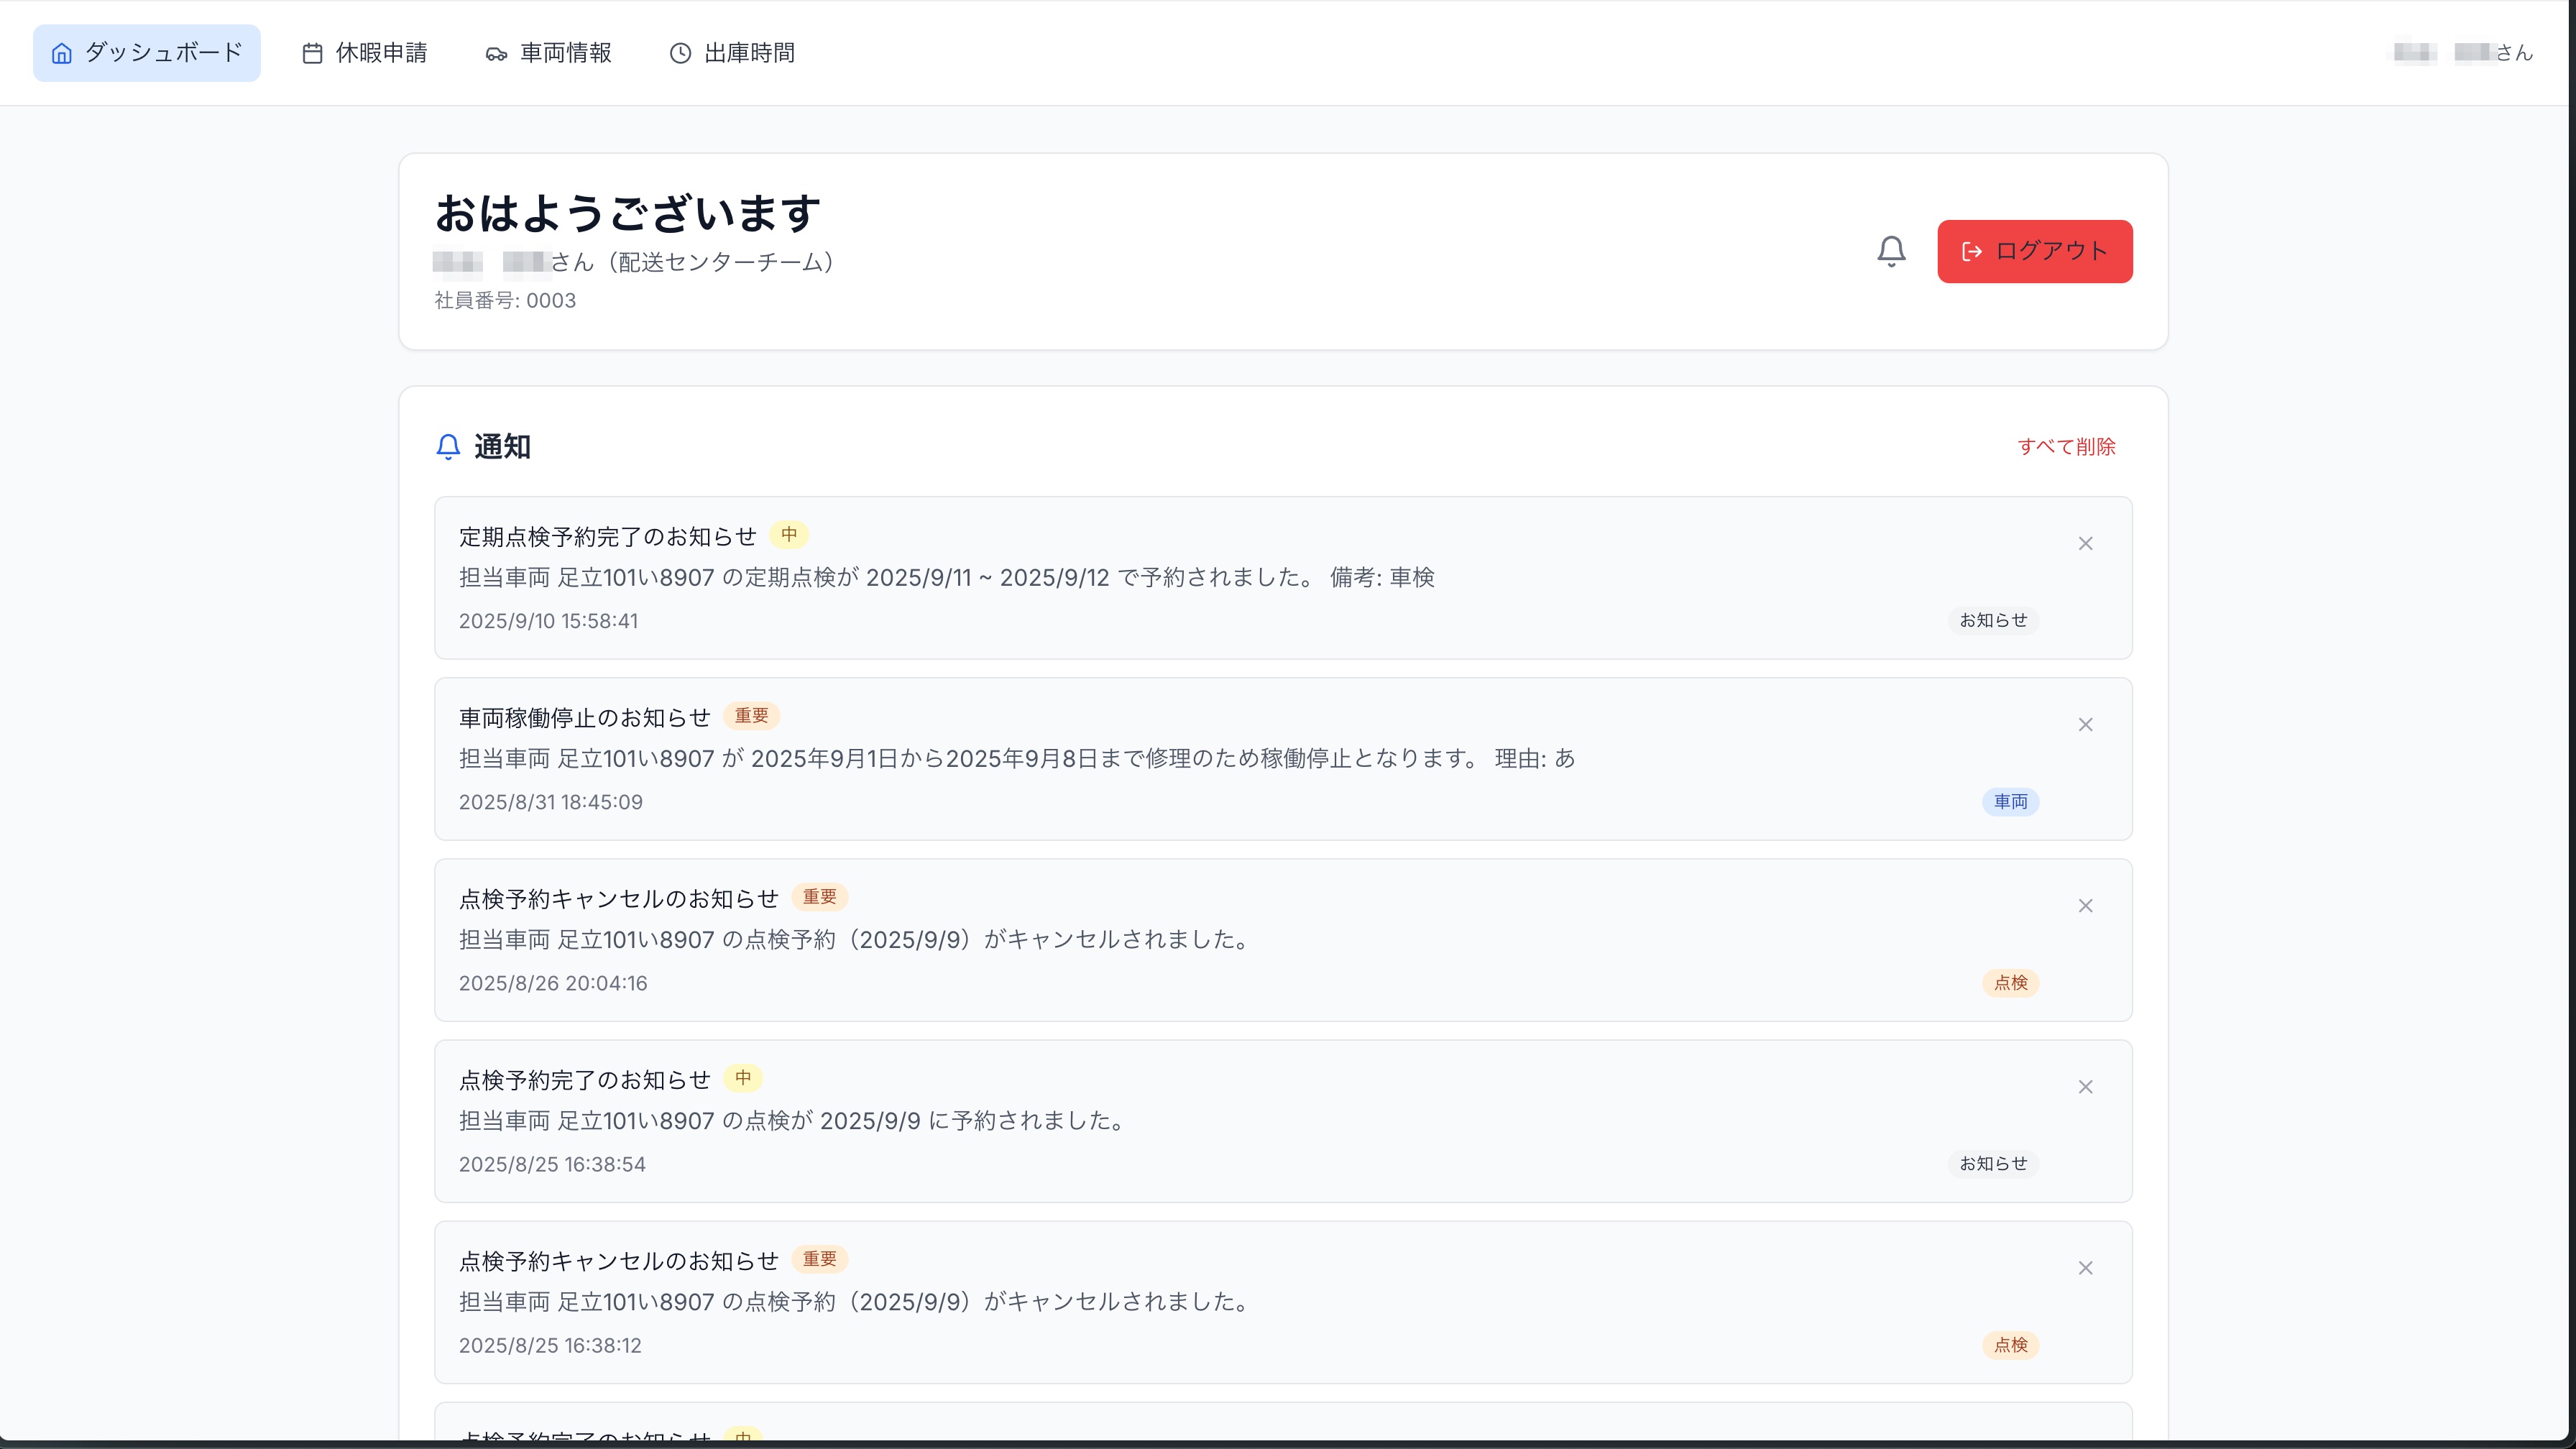 ダッシュボード 休暇申請 車両情報 出庫時間 さん
おはようございます
さん（配送センターチーム）
社員番号: 0003
ログアウト
通知
すべて削除
定期点検予約完了のお知らせ 中
担当車両 足立101い8907 の定期点検が 2025/9/11 ~ 2025/9/12 で予約されました。 備考: 車検
2025/9/10 15:58:41 お知らせ
車両稼働停止のお知らせ 重要
担当車両 足立101い8907 が 2025年9月1日から2025年9月8日まで修理のため稼働停止となります。 理由: あ
2025/8/31 18:45:09 車両
点検予約キャンセルのお知らせ 重要
担当車両 足立101い8907 の点検予約（2025/9/9）がキャンセルされました。
2025/8/26 20:04:16 点検
点検予約完了のお知らせ 中
担当車両 足立101い8907 の点検が 2025/9/9 に予約されました。
2025/8/25 16:38:54 お知らせ
点検予約キャンセルのお知らせ 重要
担当車両 足立101い8907 の点検予約（2025/9/9）がキャンセルされました。
2025/8/25 16:38:12 点検
点検予約完了のお知らせ 中